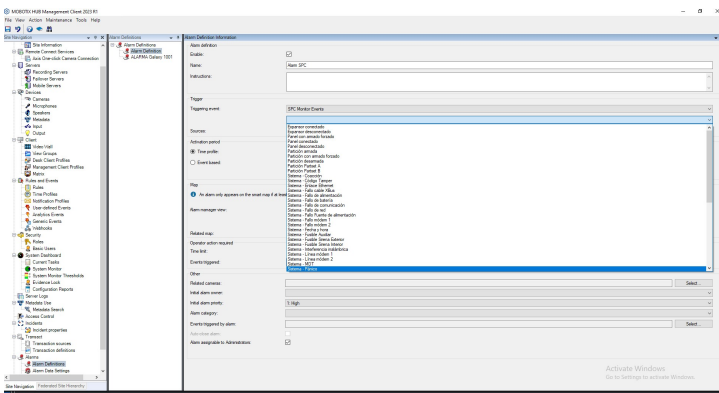 MOBOTIX HUB Management Client 2023 R1
File View Action Maintenance Tools Help
Site Navigation
Site Information
Remote Connect Services
Axis One-click Camera Connection
Servers
Recording Servers
Failover Servers
Mobile Servers
Devices
Cameras
Microphones
Speakers
Metadata
Input
Output
Client
Video Wall
View Groups
Desk Client Profiles
Management Client Profiles
Matrix
Rules and Events
Rules
Time Profiles
Notification Profiles
User-defined Events
Analytics Events
Generic Events
Webhooks
Security
Roles
Basic Users
System Dashboard
Current Tasks
System Monitor
System Monitor Thresholds
Evidence Lock
Configuration Reports
Server Logs
Metadata Use
Metadata Search
Access Control
Incidents
Incident properties
Transact
Transaction sources
Transaction definitions
Alarms
Alarm Definitions
Alarm Data Settings
Site Navigation Federated Site Hierarchy
Alarm Definitions
Alarm Definitions
Alarm Definition
ALARMA Galaxy 1001
Alarm Definition Information
Alarm definition
Enable:
Name: Alarm SPC
Instructions:
Trigger
Triggering event: SPC Monitor Events
Sources:
Activation period
Time profile:
Event based:
Expansor conectado
Expansor desconectado
Panel con armado forzado
Panel conectado
Panel desconectado
Partición armada
Partición con armado forzado
Partición desarmada
Partición Parteset A
Partición Parteset B
Sistema - Coacción
Sistema - Código Tamper
Sistema - Enlace Ethernet
Sistema - Fallo cable XBus
Sistema - Fallo de alimentación
Sistema - Fallo de batería
Sistema - Fallo de comunicación
Sistema - Fallo de red
Sistema - Fallo Fuente de alimentación
Sistema - Fallo módem 1
Sistema - Fallo módem 2
Sistema - Fecha y hora
Sistema - Fusible Auxiliar
Sistema - Fusible Sirena Exterior
Sistema - Fusible Sirena Interior
Sistema - Interferencia inalámbrica
Sistema - Línea módem 1
Sistema - Línea módem 2
Sistema - MDT
Sistema - Pánico
Map
An alarm only appears on the smart map if at least
Alarm manager view:
Related map:
Operator action required
Time limit:
Events triggered:
Other
Related cameras: Select...
Initial alarm owner:
Initial alarm priority: 1: High
Alarm category:
Events triggered by alarm: Select...
Auto-close alarm:
Alarm assignable to Administrators:
Activate Windows
Go to Settings to activate Windows.